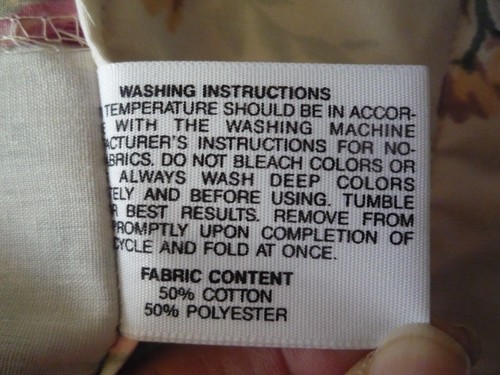 WASHING INSTRUCTIONS
TEMPERATURE SHOULD BE IN ACCOR-
WITH THE WASHING MACHINE
ACTURER'S INSTRUCTIONS FOR NO-
ABRICS. DO NOT BLEACH COLORS OR
ALWAYS WASH DEEP COLORS
TELY AND BEFORE USING. TUMBLE
R BEST RESULTS. REMOVE FROM
PROMPTLY UPON COMPLETION OF
CYCLE AND FOLD AT ONCE.
FABRIC CONTENT
50% COTTON
50% POLYESTER